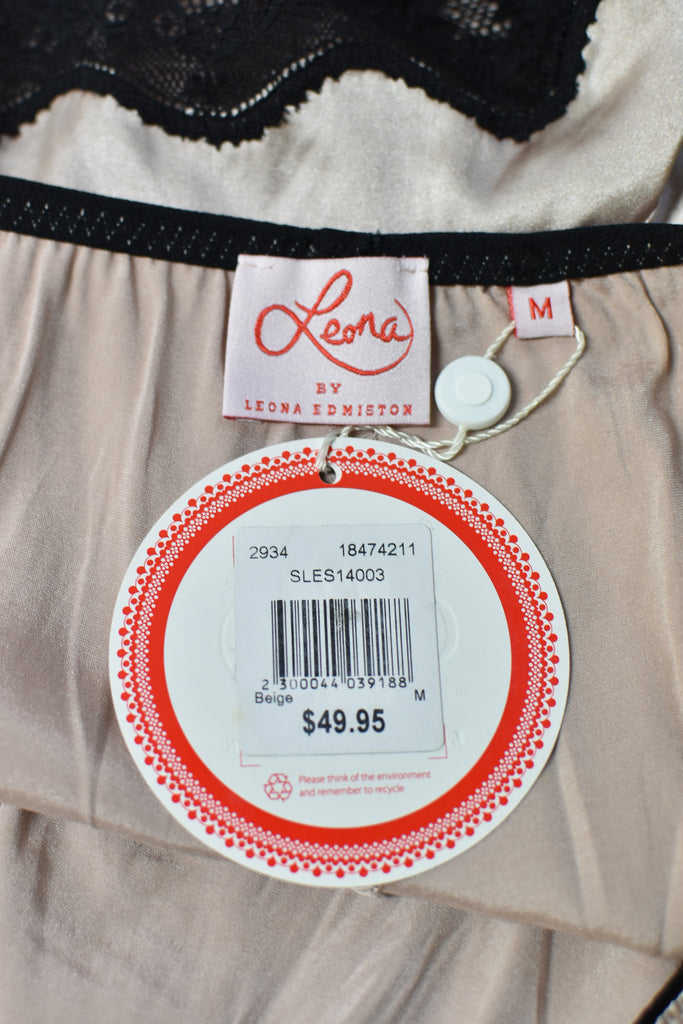 Leona
BY
LEONA EDMISTON
M
2934 18474211
SLES14003
2 300044 039188
Beige M
$49.95
Please think of the environment
and remember to recycle